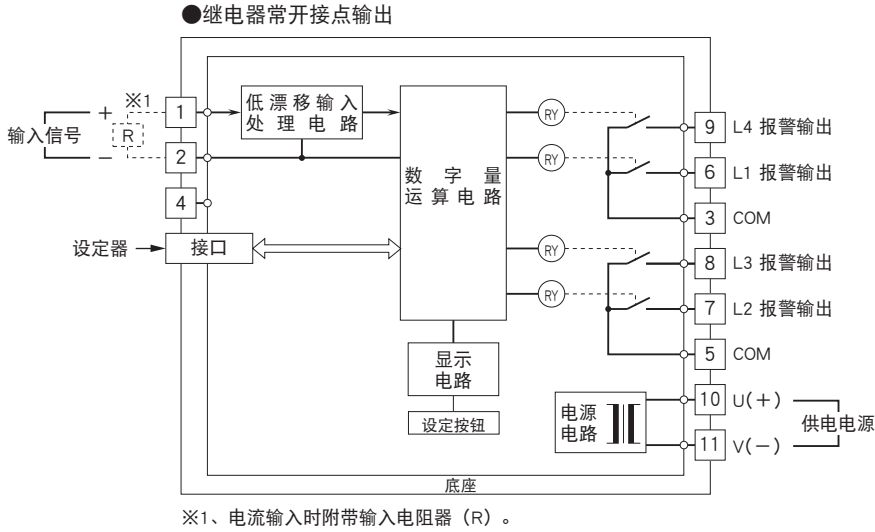 ●继电器常开接点输出
输入信号
+
※1
R
−
1
2
4
低漂移输入
处理电路
数字量
运算电路
设定器
接口
显示
电路
设定按钮
RY
RY
RY
RY
9 L4 报警输出
6 L1 报警输出
3 COM
8 L3 报警输出
7 L2 报警输出
5 COM
电源
电路
10 U(+)
11 V(−)
供电电源
底座
※1、电流输入时附带输入电阻器（R）。